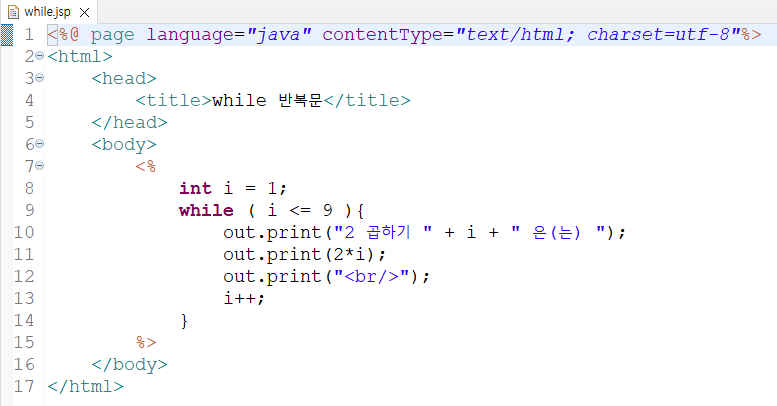 while.jsp
1 <%@ page language="java" contentType="text/html; charset=utf-8"%>
2 <html>
3     <head>
4         <title>while 반복문</title>
5     </head>
6     <body>
7         <%
8             int i = 1;
9             while ( i <= 9 ){
10                 out.print("2 곱하기 " + i + " 은(는) ");
11                 out.print(2*i);
12                 out.print("<br/>");
13                 i++;
14             }
15         %>
16     </body>
17 </html>